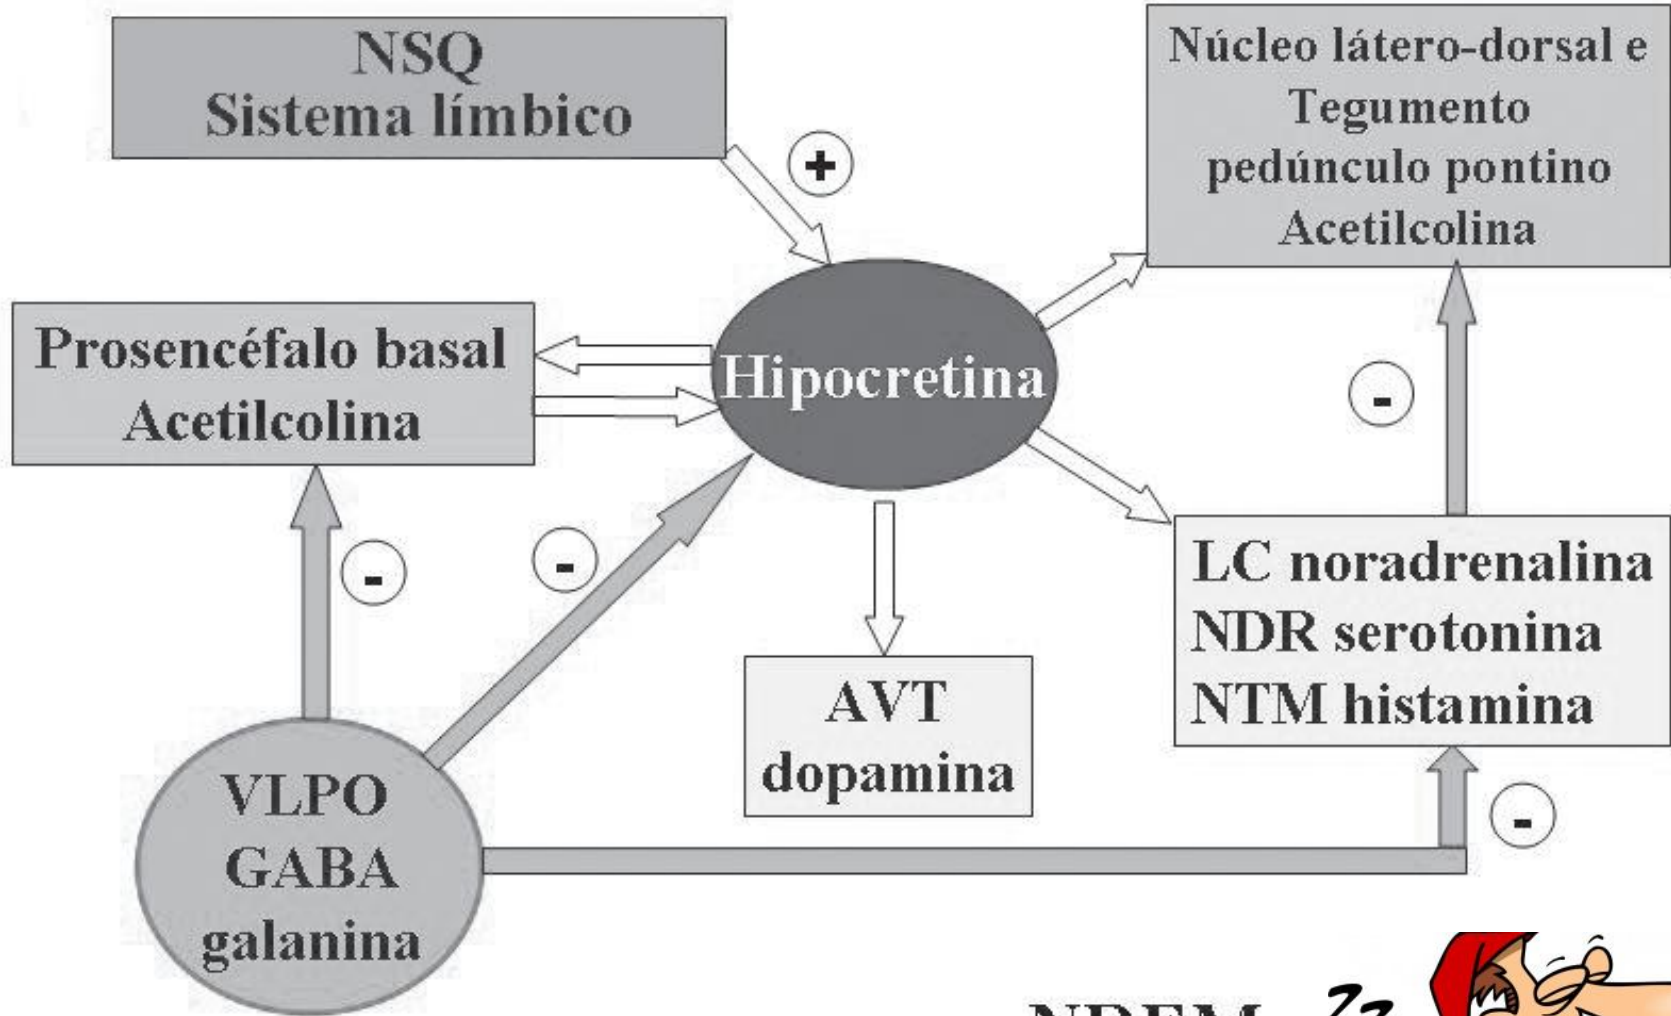 NSQ
Sistema límbico
+
Núcleo látero-dorsal e
Tegumento
pedúnculo pontino
Acetilcolina
Prosencéfalo basal
Acetilcolina
Hipocretina
-
-
-
LC noradrenalina
NDR serotonina
NTM histamina
AVT
dopamina
VLPO
GABA
galanina
-
Zz